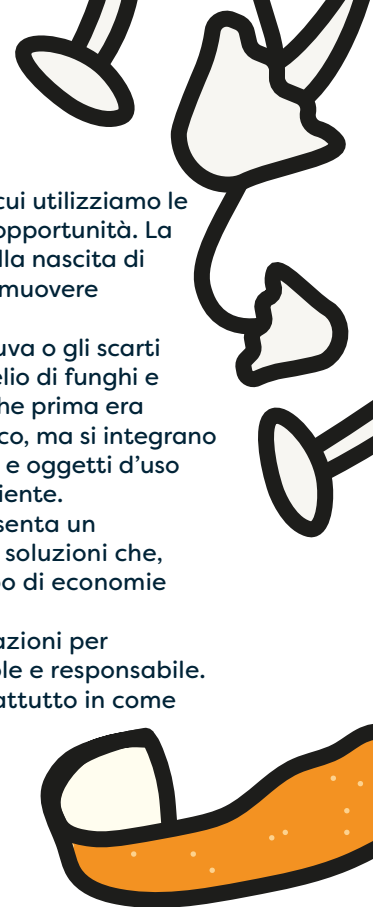 cui utilizziamo le
opportunità. La
lla nascita di
muovere
uva o gli scarti
elio di funghi e
he prima era
co, ma si integrano
e oggetti d’uso
iente.
senta un
soluzioni che,
o di economie
azioni per
le e responsabile.
attutto in come